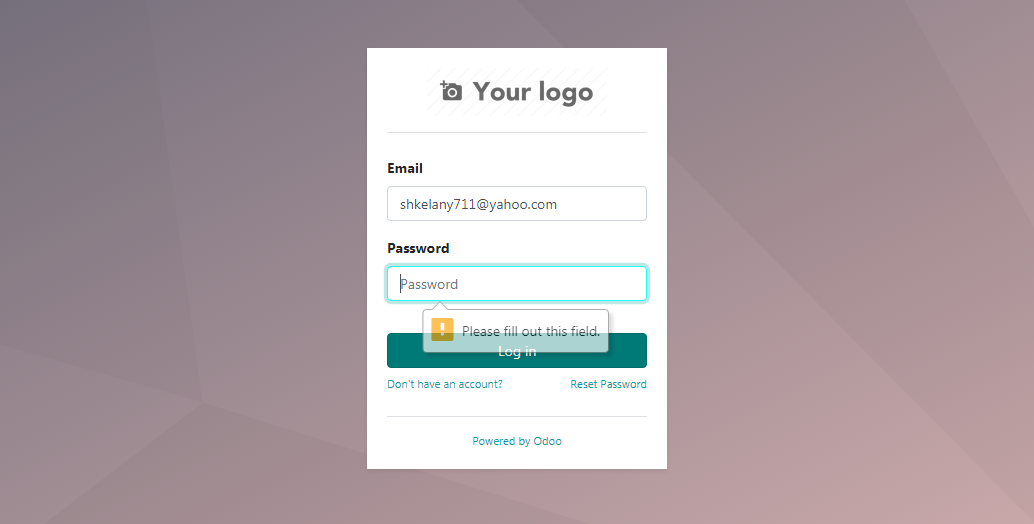 Your logo
Email
shkelany711@yahoo.com
Password
Password
Please fill out this field.
Log in
Don't have an account?
Reset Password
Powered by Odoo